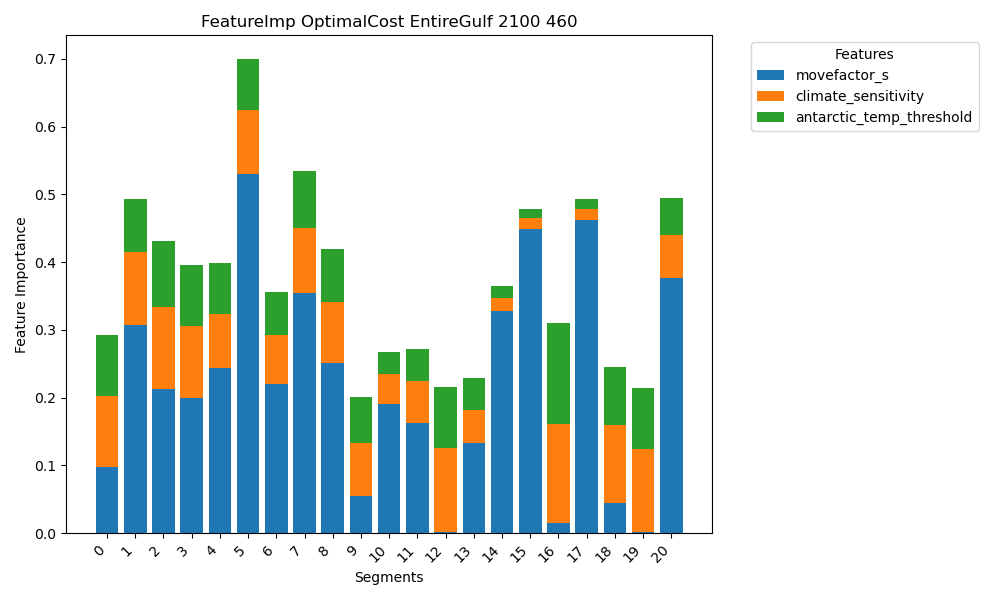 FeatureImp OptimalCost EntireGulf 2100 460
Feature Importance
0.7
0.6
0.5
0.4
0.3
0.2
0.1
0.0
0 1 2 3 4 5 6 7 8 9 10 11 12 13 14 15 16 17 18 19 20
Segments
Features
movefactor_s
climate_sensitivity
antarctic_temp_threshold